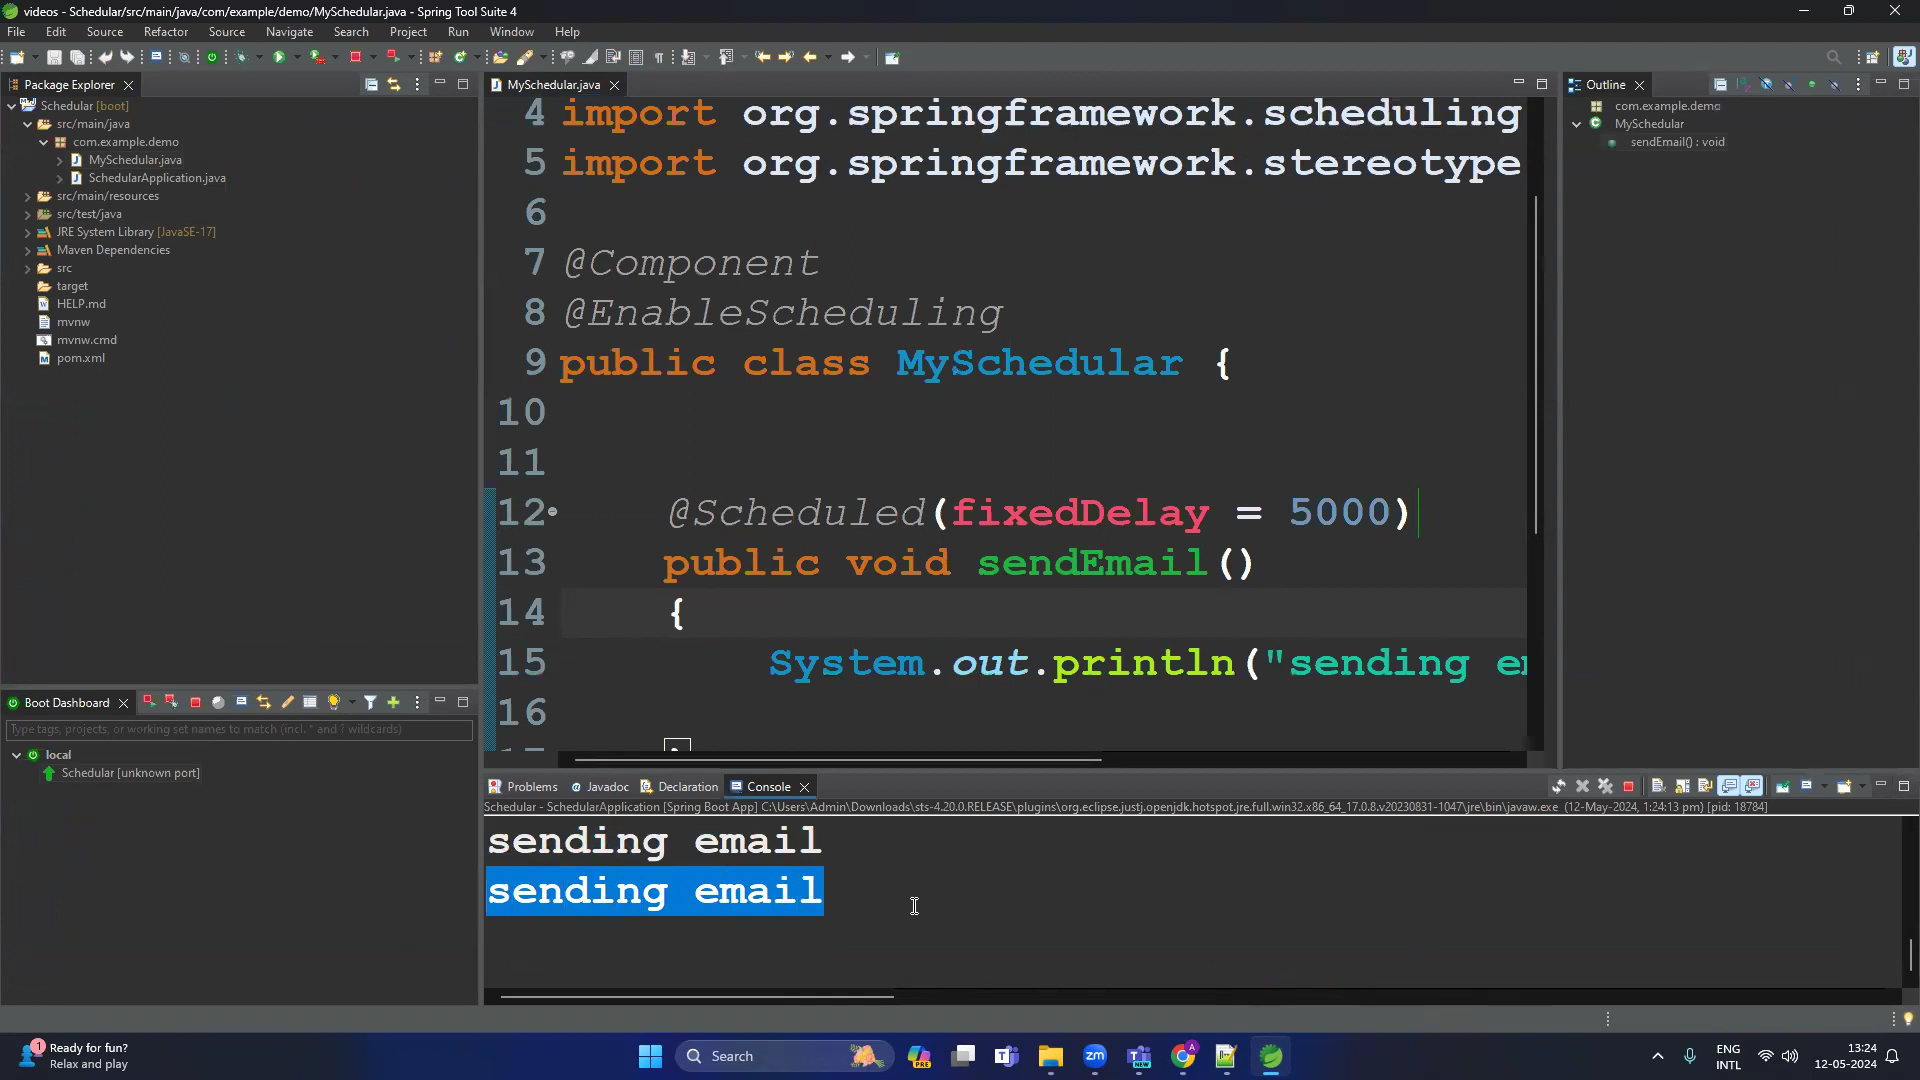 videos - Schedular/src/main/java/com/example/demo/MySchedular.java - Spring Tool Suite 4
File Edit Source Refactor Source Navigate Search Project Run Window Help
Package Explorer
Schedular [boot]
src/main/java
com.example.demo
MySchedular.java
SchedularApplication.java
src/main/resources
src/test/java
JRE System Library [JavaSE-17]
Maven Dependencies
src
target
HELP.md
mvnw
mvnw.cmd
pom.xml
MySchedular.java
4 import org.springframework.scheduling
5 import org.springframework.stereotype
6
7 @Component
8 @EnableScheduling
9 public class MySchedular {
10
11
12 @Scheduled(fixedDelay = 5000)
13 public void sendEmail()
14 {
15 System.out.println("sending em
16
Outline
com.example.demo
MySchedular
sendEmail() : void
Boot Dashboard
Type tags, projects, or working set names to match (incl. * and ! wildcards)
local
Schedular [unknown port]
Problems Javadoc Declaration Console
Schedular - SchedularApplication [Spring Boot App] C:\Users\Admin\Downloads\sts-4.20.0.RELEASE\plugins\org.eclipse.justj.openjdk.hotspot.jre.full.win32.x86_64_17.0.8.v20230831-1047\jre\bin\javaw.exe (12-May-2024, 1:24:13 pm) [pid: 18784]
sending email
sending email
1
Ready for fun?
Relax and play
Search
ENG
INTL
13:24
12-05-2024